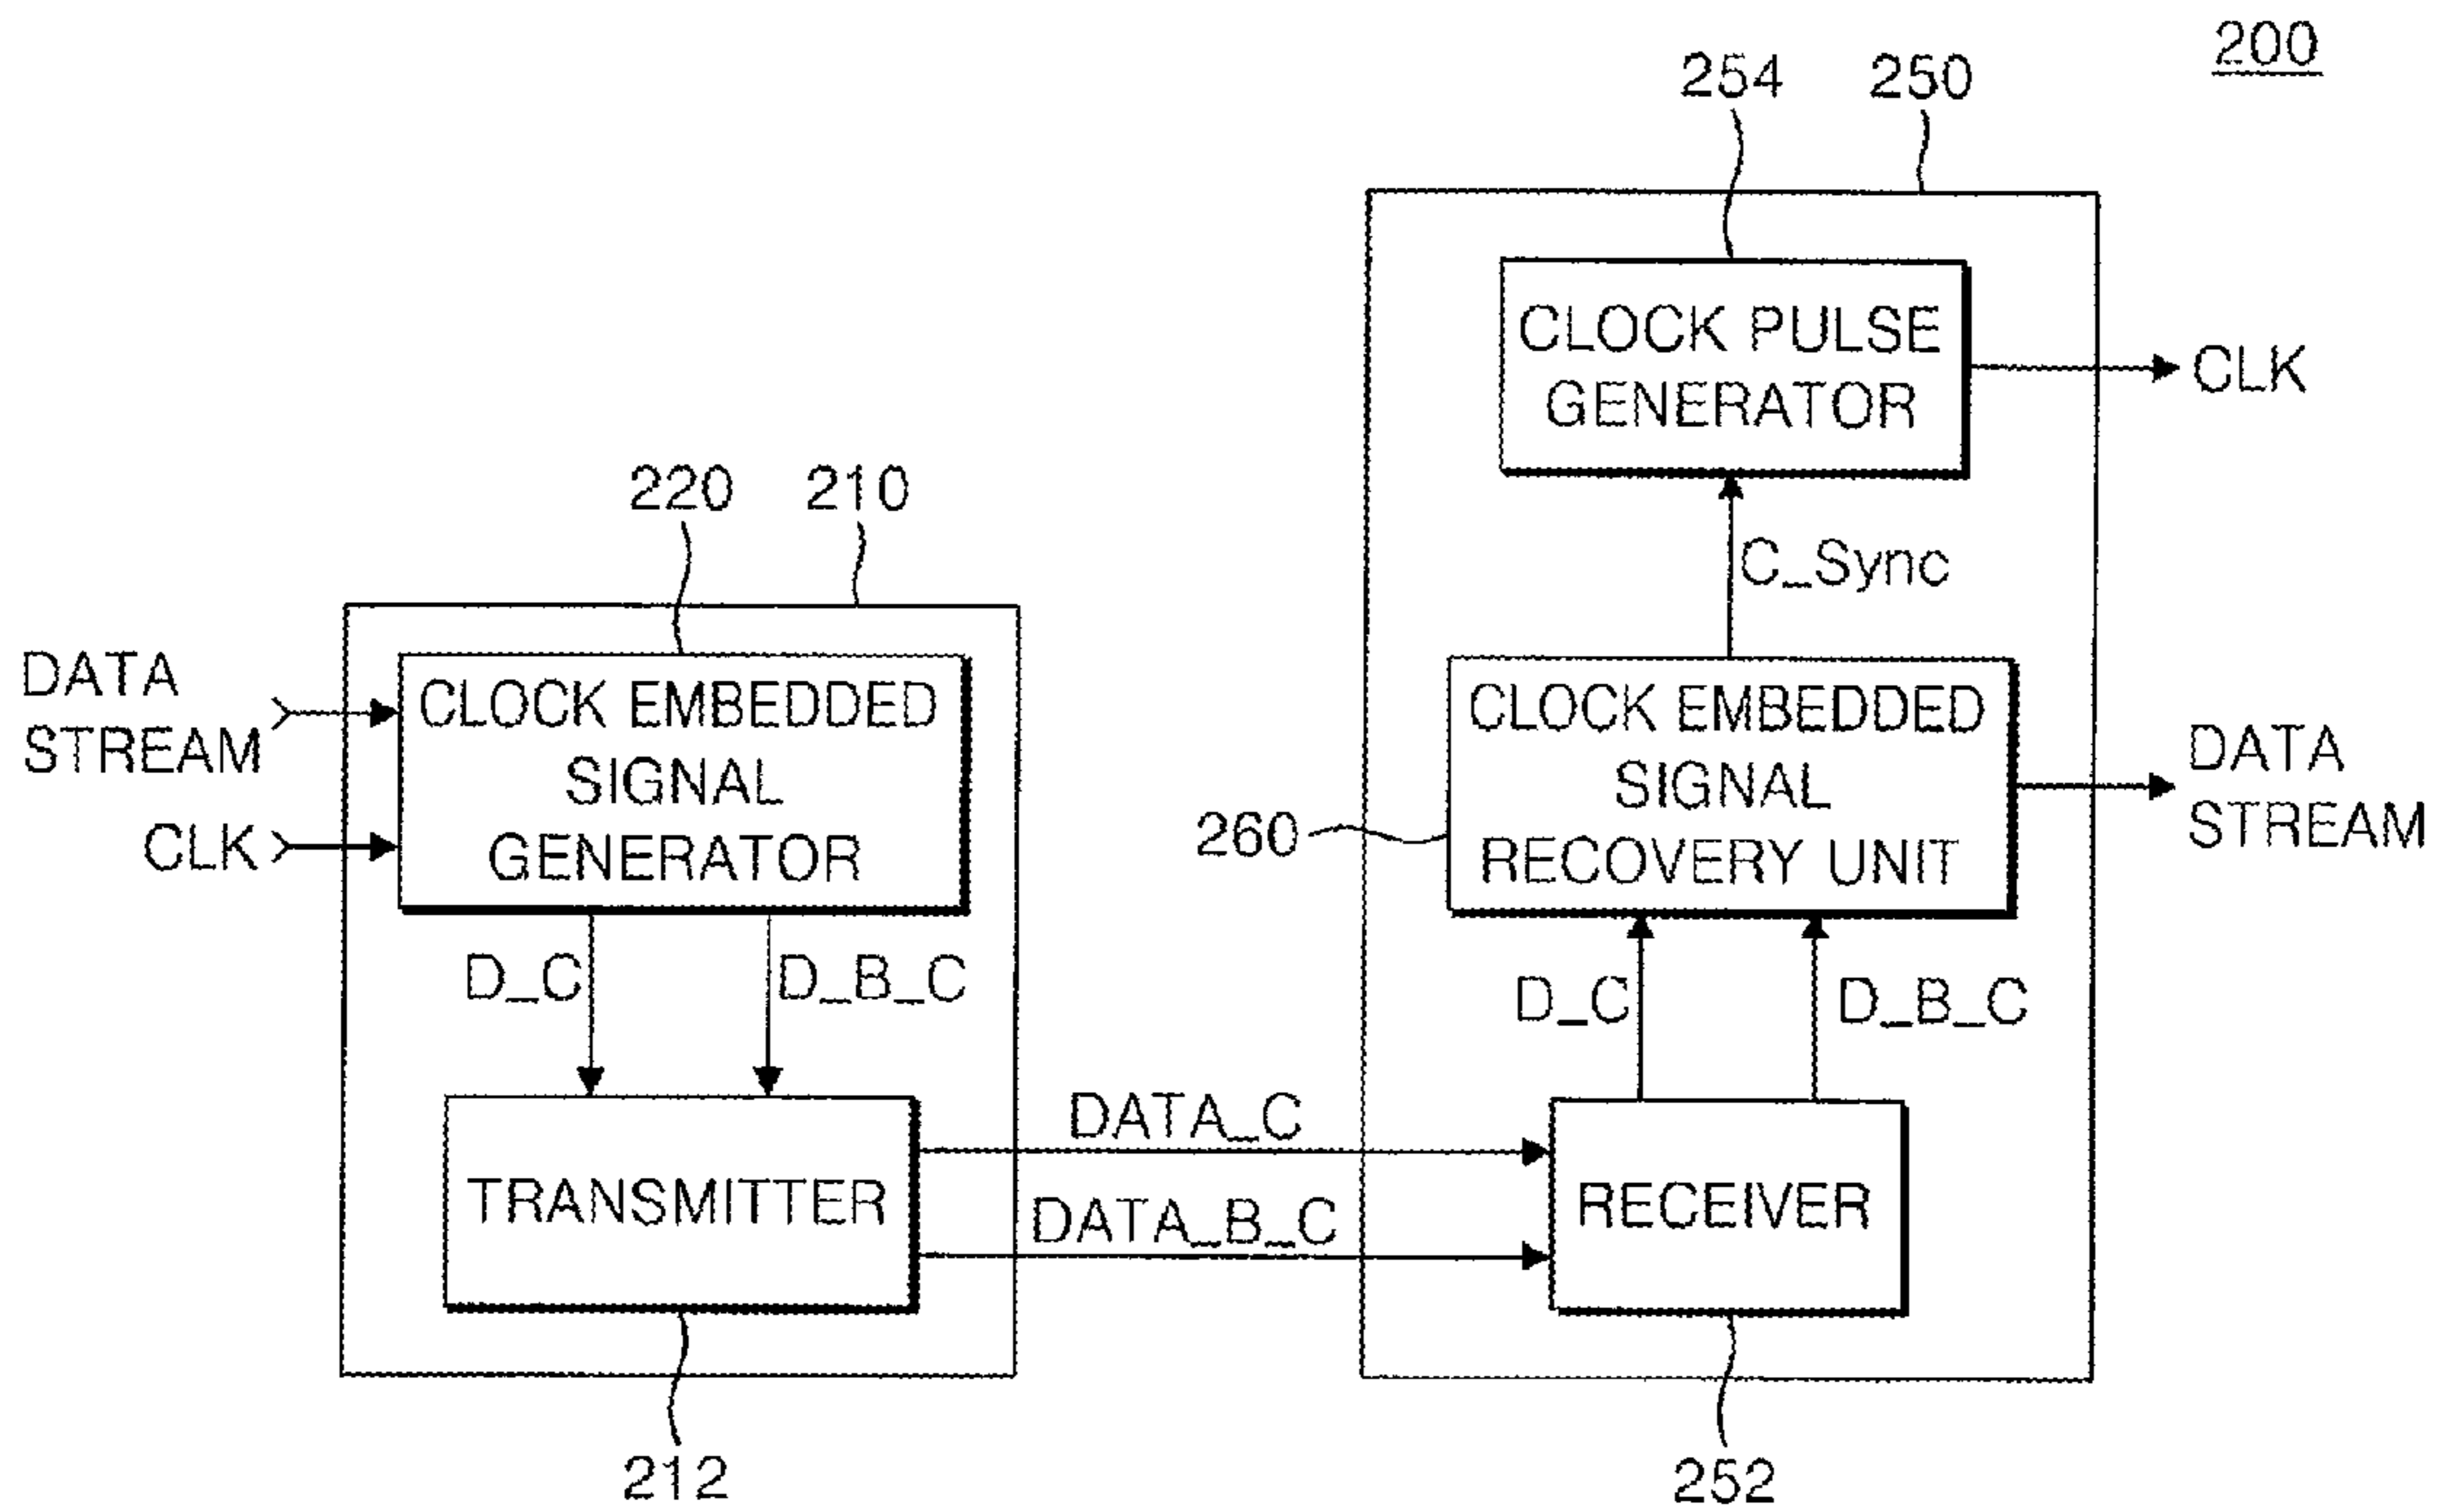 200
254 250
CLOCK PULSE
GENERATOR
CLK
220 210
C_Sync
DATA
STREAM
CLK
CLOCK EMBEDDED
SIGNAL
GENERATOR
260
CLOCK EMBEDDED
SIGNAL
RECOVERY UNIT
DATA
STREAM
D_C D_B_C
D_C D_B_C
TRANSMITTER
DATA_C
DATA_B_C
RECEIVER
212
252